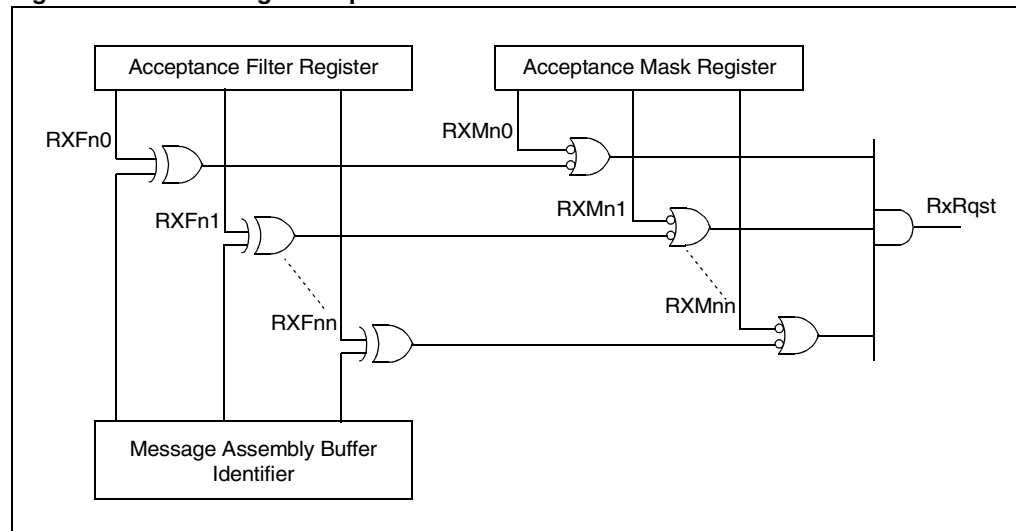 Acceptance Filter Register
Acceptance Mask Register
RXFn0
RXMn0
RXFn1
RXMn1
RxRqst
RXFnn
RXMnn
Message Assembly Buffer
Identifier